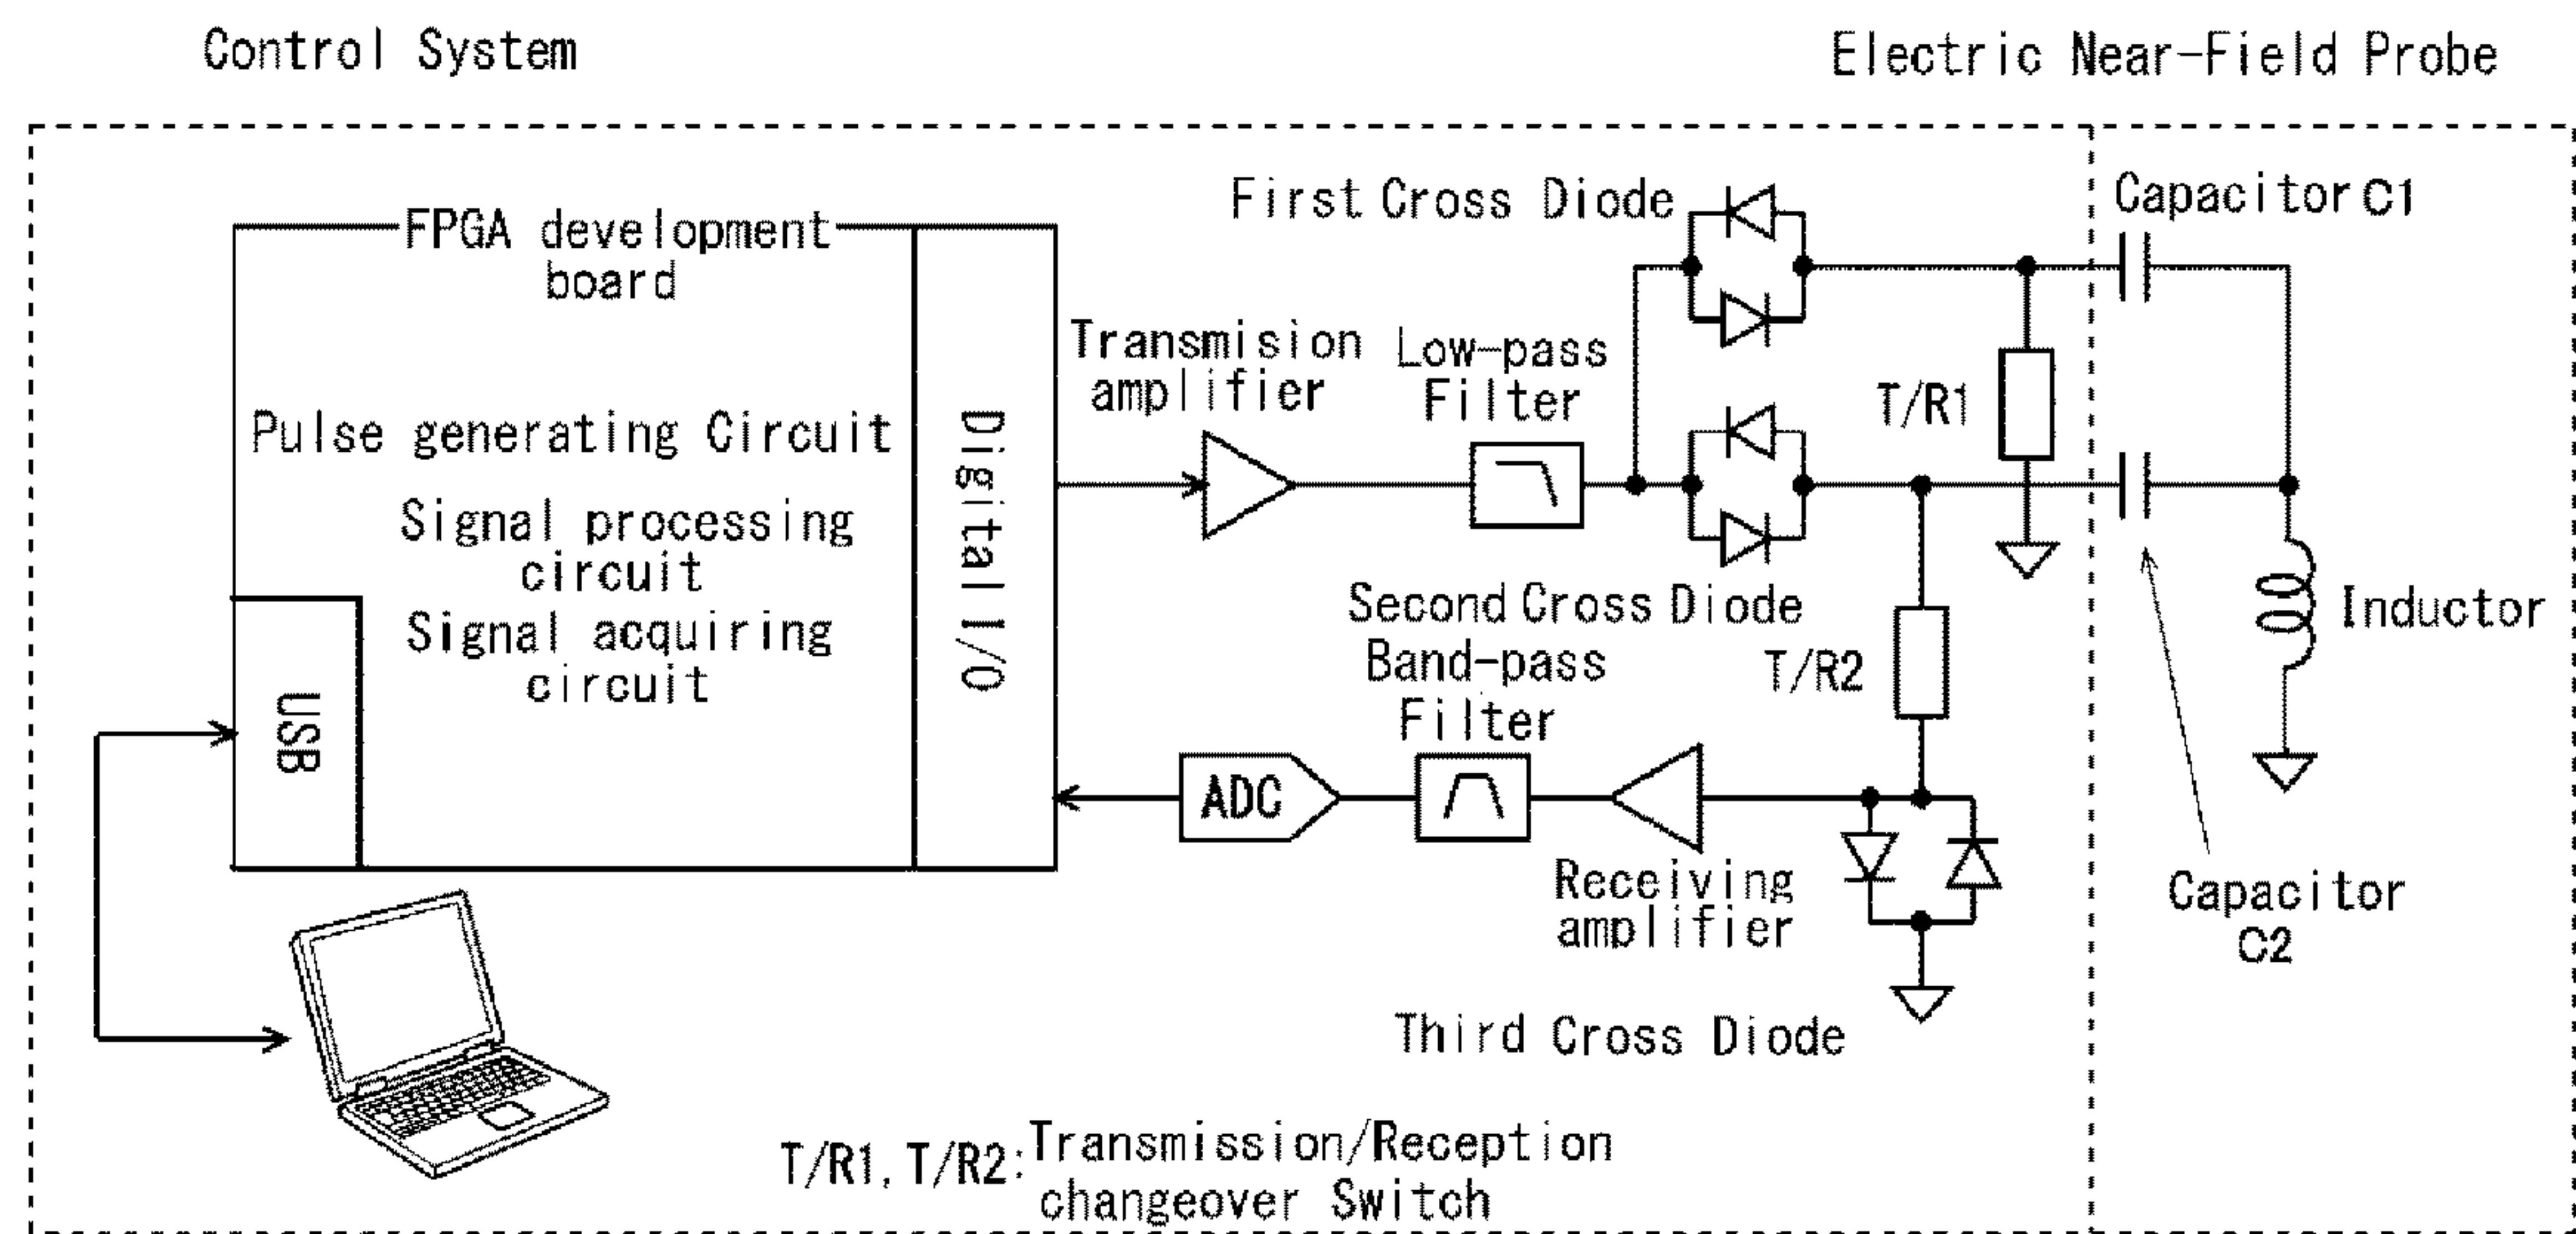 Control System
Electric Near-Field Probe
First Cross Diode
Capacitor C1
FPGA development
board
Transmision
amplifier
Low-pass
Filter
T/R1
Pulse generating Circuit
Signal processing
circuit
Signal acquiring
circuit
Digital I/O
USB
Second Cross Diode
Band-pass
Filter
T/R2
Inductor
ADC
Receiving
amplifier
Capacitor
C2
Third Cross Diode
T/R1, T/R2: Transmission/Reception
changeover Switch